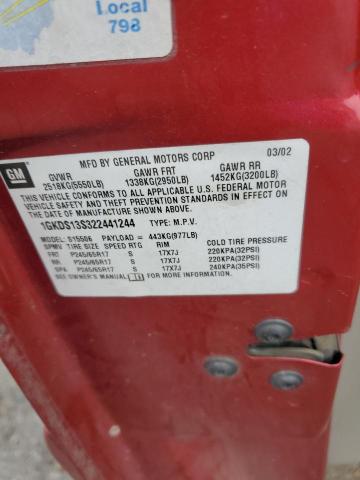 Local
798
GM
MFD BY GENERAL MOTORS CORP 03/02
GVWR GAWR FRT GAWR RR
2518KG(5550LB) 1338KG(2950LB) 1452KG(3200LB)
THIS VEHICLE CONFORMS TO ALL APPLICABLE U.S. FEDERAL MOTOR
VEHICLE SAFETY AND THEFT PREVENTION STANDARDS IN EFFECT ON
THE DATE OF MANUFACTURE SHOWN ABOVE.
1GKDS13S322441244 TYPE: M.P.V.
MODEL: S15506 PAYLOAD = 443KG(977LB)
SPMV TIRE SIZE SPEED RTG RIM COLD TIRE PRESSURE
FRT P245/65R17 S 17X7J 220KPA(32PSI)
RR P245/65R17 S 17X7J 220KPA(32PSI)
SPA P245/65R17 S 17X7J 240KPA(35PSI)
SEE OWNER'S MANUAL FOR ADDITIONAL INFORMATION